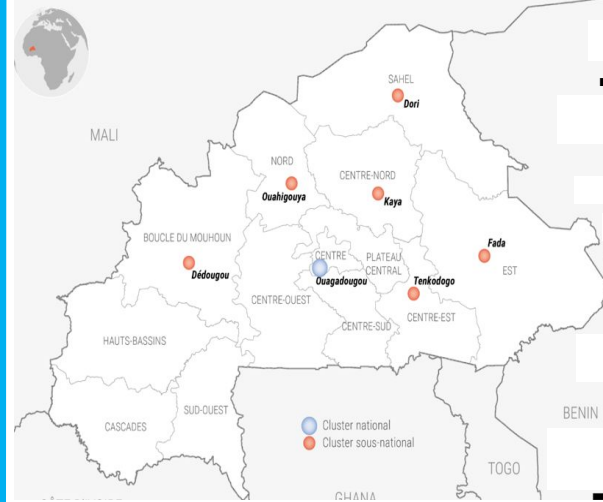 SAHEL
Dori
MALI
NORD
CENTRE-NORD
Ouahigouya
Kaya
BOUCLE DU MOUHOUN
Dédougou
CENTRE
PLATEAU
CENTRAL
Fada
EST
Ouagadougou
Tenkodogo
CENTRE-OUEST
CENTRE-EST
CENTRE-SUD
HAUTS-BASSINS
CASCADES
SUD-OUEST
Cluster national
Cluster sous-national
BENIN
TOGO
GHANA